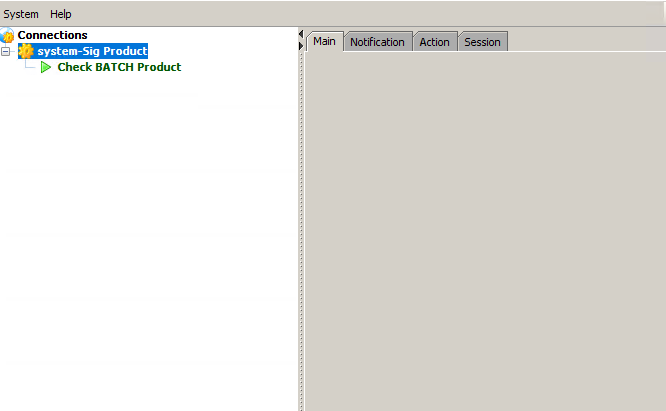 System Help
Connections
system-Sig Product
Check BATCH Product
Main Notification Action Session